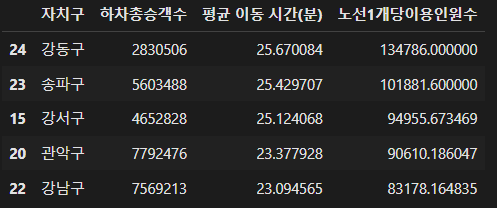 자치구 하차총승객수 평균 이동 시간(분) 노선1개당이용인원수
24 강동구 2830506 25.670084 134786.000000
23 송파구 5603488 25.429707 101881.600000
15 강서구 4652828 25.124068 94955.673469
20 관악구 7792476 23.377928 90610.186047
22 강남구 7569213 23.094565 83178.164835